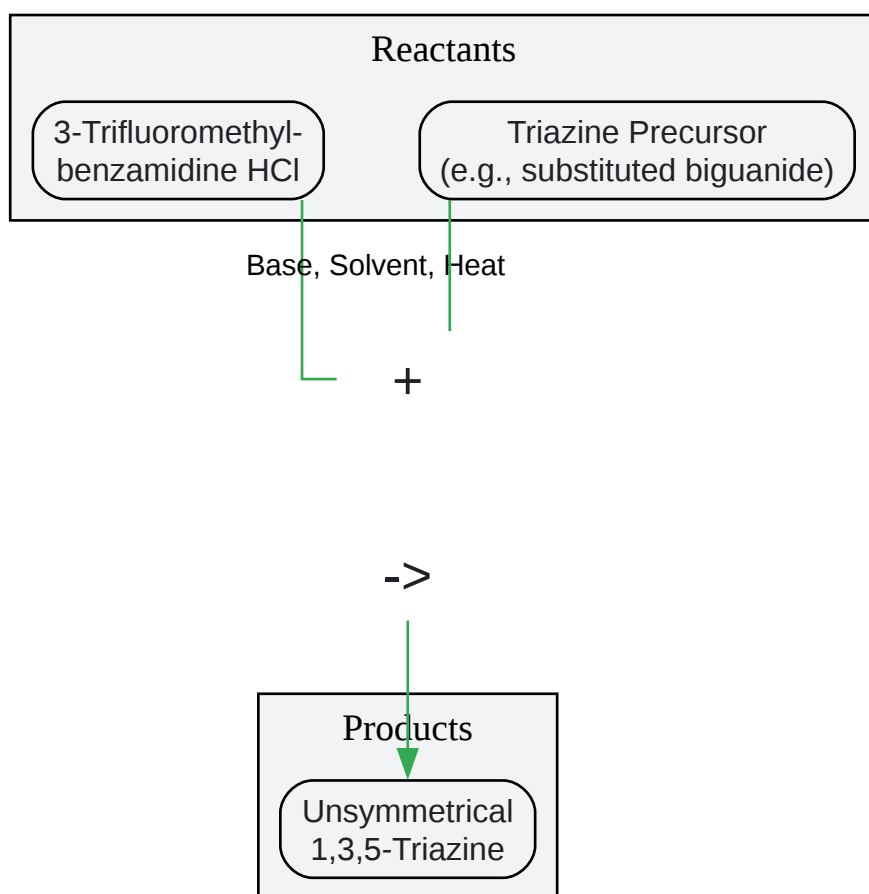 Reactants
3-Trifluoromethyl-
benzamidine HCl
Triazine Precursor
(e.g., substituted biguanide)
Base, Solvent, Heat
+
->
Products
Unsymmetrical
1,3,5-Triazine